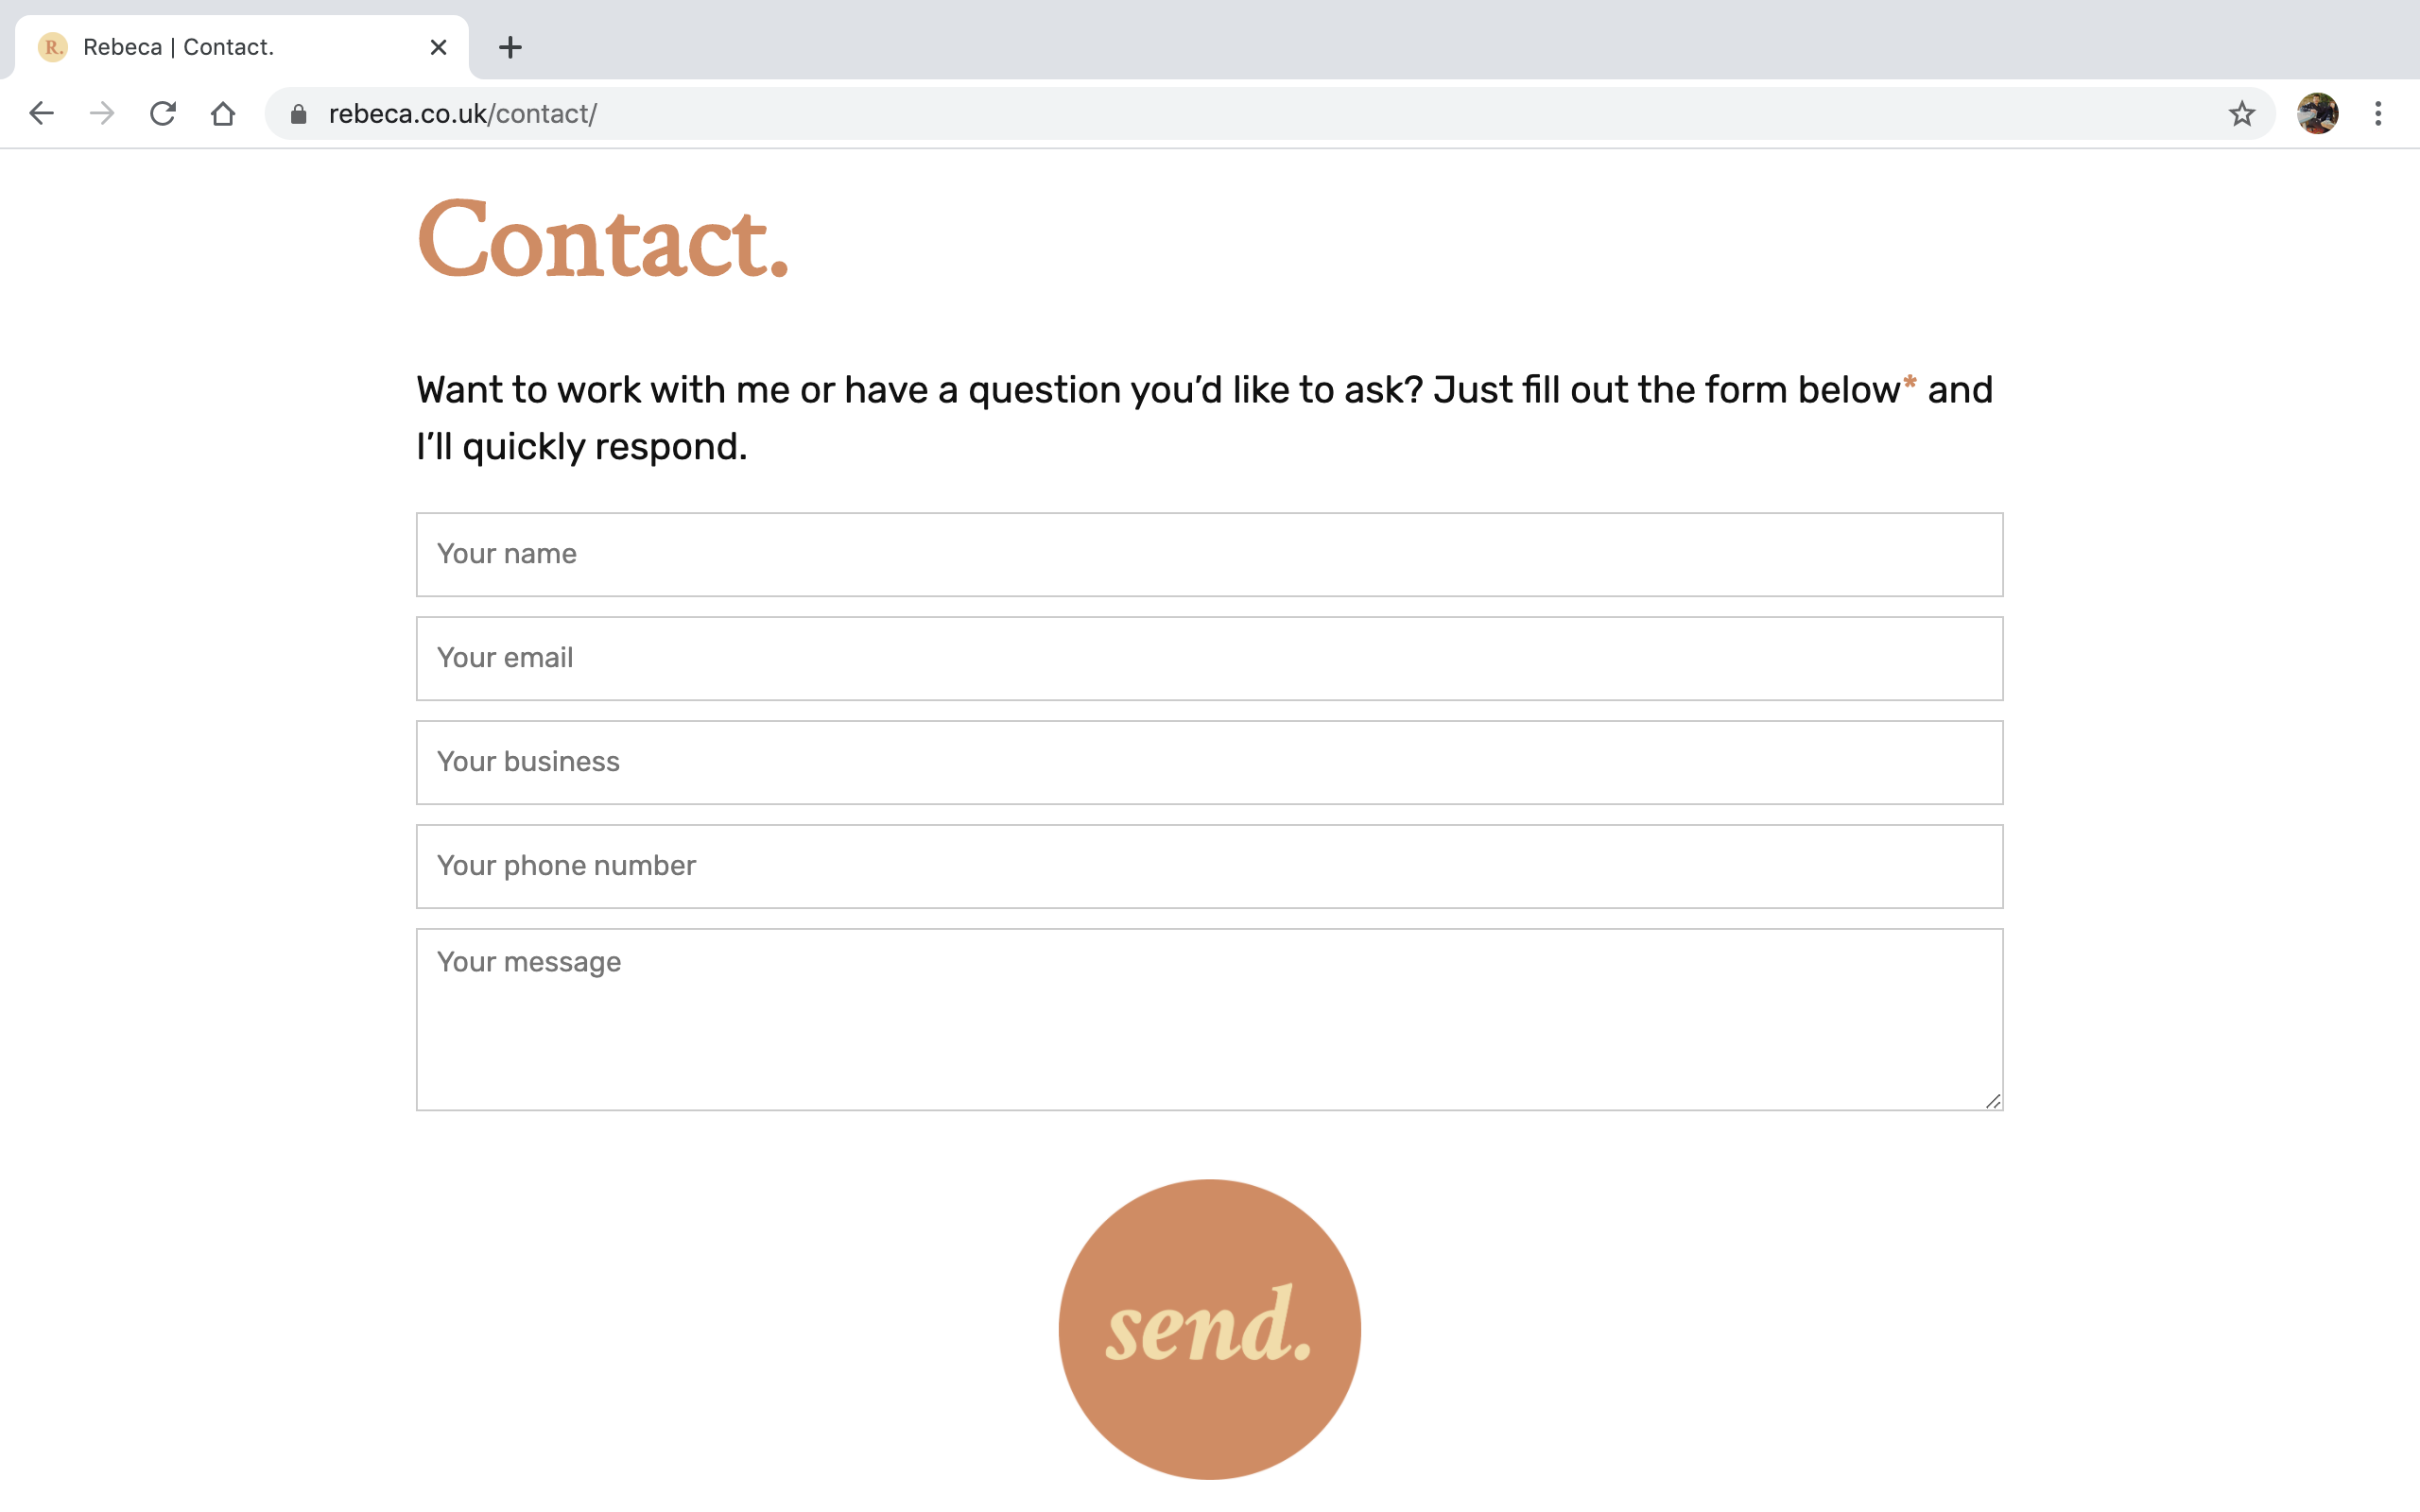 R. Rebeca | Contact.
rebeca.co.uk/contact/
Contact.
Want to work with me or have a question you’d like to ask? Just fill out the form below* and
I’ll quickly respond.
Your name
Your email
Your business
Your phone number
Your message
send.